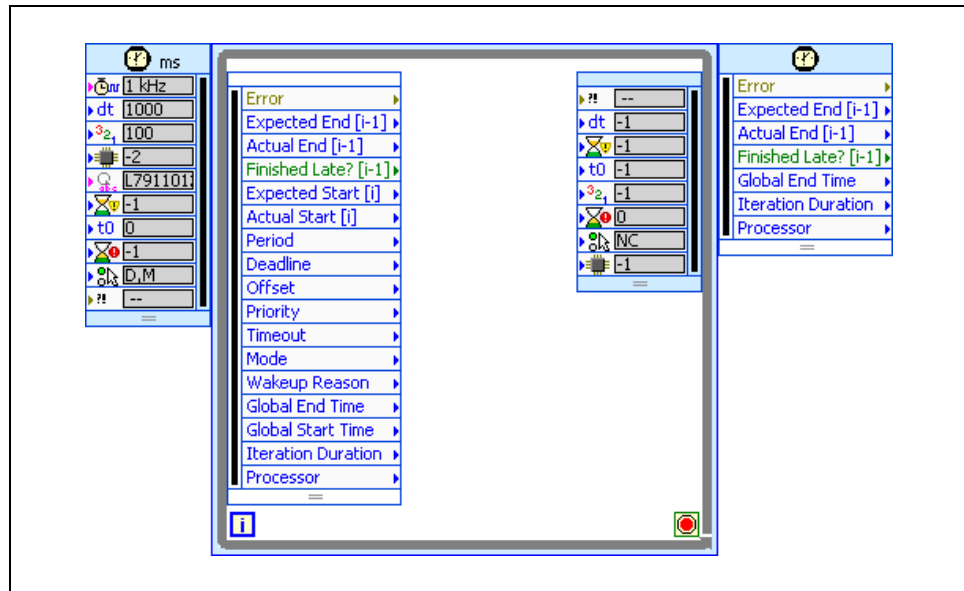 ms
1 kHz
dt 1000
321 100
-2
L791101
-1
t0 0
-1
D,M
?! --
Error
Expected End [i-1]
Actual End [i-1]
Finished Late? [i-1]
Expected Start [i]
Actual Start [i]
Period
Deadline
Offset
Priority
Timeout
Mode
Wakeup Reason
Global End Time
Global Start Time
Iteration Duration
Processor
i
?! --
dt -1
-1
t0 -1
321 -1
0
NC
-1
Error
Expected End [i-1]
Actual End [i-1]
Finished Late? [i-1]
Global End Time
Iteration Duration
Processor